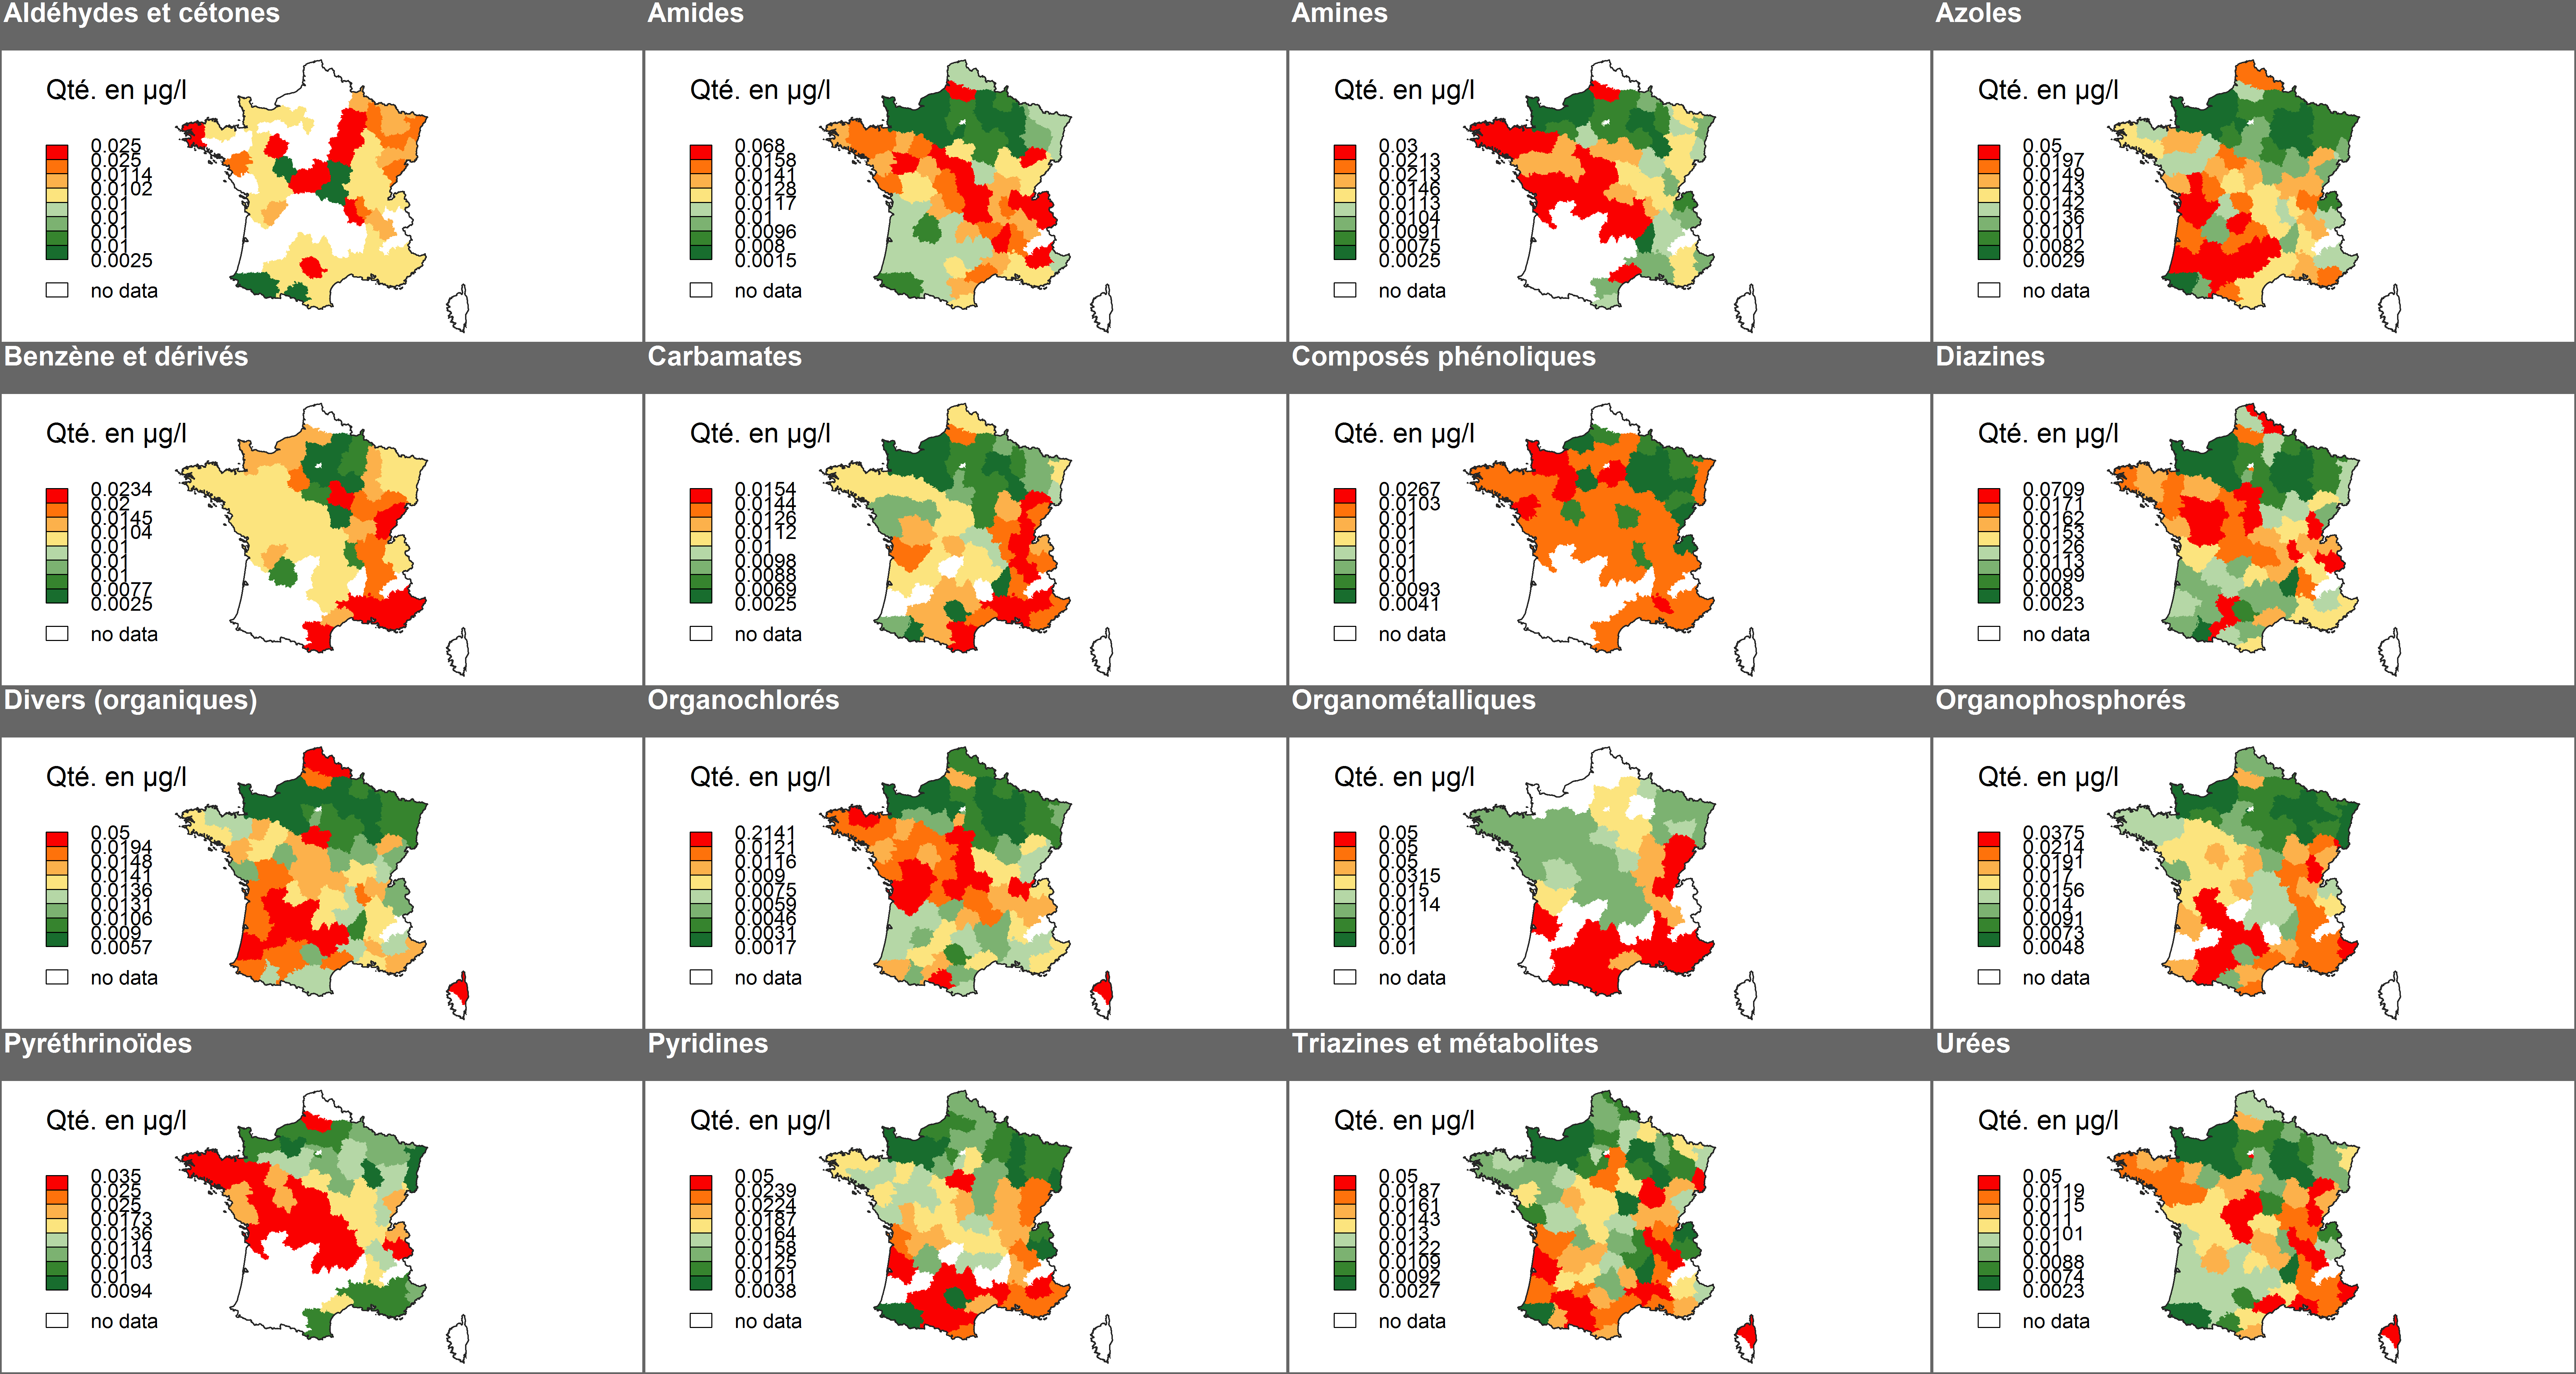 Aldéhydes et cétones
Qté. en µg/l
0.025
0.025
0.0114
0.0102
0.01
0.01
0.01
0.0025
no data
Amides
Qté. en µg/l
0.068
0.0158
0.0141
0.0128
0.0117
0.01
0.0096
0.008
0.0015
no data
Amines
Qté. en µg/l
0.03
0.0213
0.0213
0.0146
0.0113
0.0104
0.0091
0.0075
0.0025
no data
Azoles
Qté. en µg/l
0.05
0.0197
0.0149
0.0143
0.0142
0.0136
0.0101
0.0082
0.0029
no data
Benzène et dérivés
Qté. en µg/l
0.0234
0.02
0.0145
0.0104
0.01
0.01
0.0077
0.0025
no data
Carbamates
Qté. en µg/l
0.0154
0.0144
0.0126
0.0112
0.01
0.0098
0.0088
0.0069
0.0025
no data
Composés phénoliques
Qté. en µg/l
0.0267
0.0103
0.01
0.01
0.01
0.01
0.01
0.0093
0.0041
no data
Diazines
Qté. en µg/l
0.0709
0.0171
0.0162
0.0153
0.0126
0.0113
0.0099
0.008
0.0023
no data
Divers (organiques)
Qté. en µg/l
0.05
0.0194
0.0148
0.0141
0.0136
0.0131
0.0106
0.009
0.0057
no data
Organochlorés
Qté. en µg/l
0.2141
0.0121
0.0116
0.009
0.0075
0.0059
0.0046
0.0031
0.0017
no data
Organométalliques
Qté. en µg/l
0.05
0.05
0.05
0.0315
0.015
0.0114
0.01
0.01
0.01
no data
Organophosphorés
Qté. en µg/l
0.0375
0.0214
0.0191
0.017
0.0156
0.014
0.0091
0.0073
0.0048
no data
Pyréthrinoïdes
Qté. en µg/l
0.035
0.025
0.025
0.0173
0.0136
0.0114
0.0103
0.01
0.0094
no data
Pyridines
Qté. en µg/l
0.05
0.0239
0.0224
0.0187
0.0164
0.0158
0.0125
0.0101
0.0038
no data
Triazines et métabolites
Qté. en µg/l
0.05
0.0187
0.0161
0.0143
0.013
0.0122
0.0109
0.0092
0.0027
no data
Urées
Qté. en µg/l
0.05
0.0119
0.0115
0.011
0.0101
0.01
0.0088
0.0074
0.0023
no data